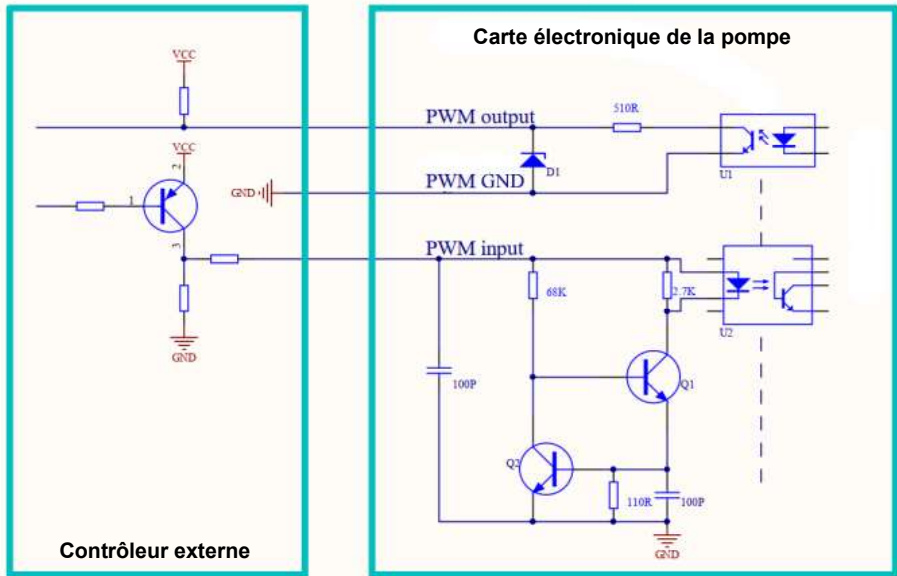 Carte électronique de la pompe
VCC
510R
PWM output
VCC
2
D1
U1
PWM GND
GND
1
3
PWM input
68K
2.7K
U2
GND
100P
Q1
Q2
110R
100P
GND
Contrôleur externe